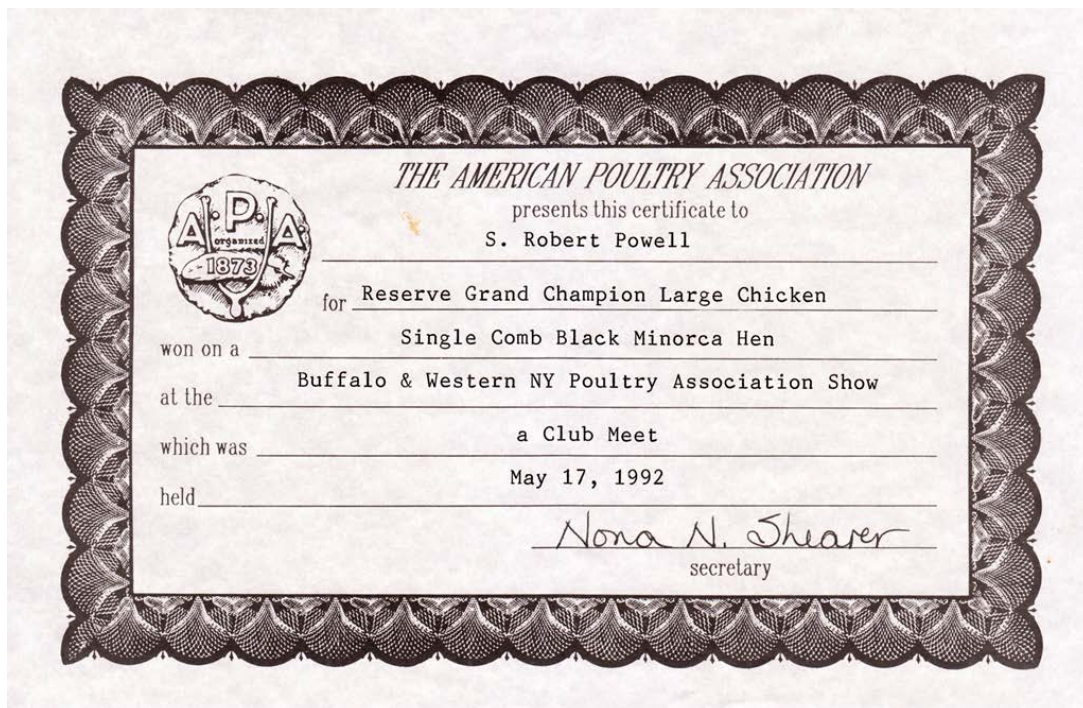 THE AMERICAN POULTRY ASSOCIATION
presents this certificate to
A.P.A
organized
1873
S. Robert Powell
for Reserve Grand Champion Large Chicken
won on a Single Comb Black Minorca Hen
at the Buffalo & Western NY Poultry Association Show
which was a Club Meet
held May 17, 1992
Nona N. Shearer
secretary